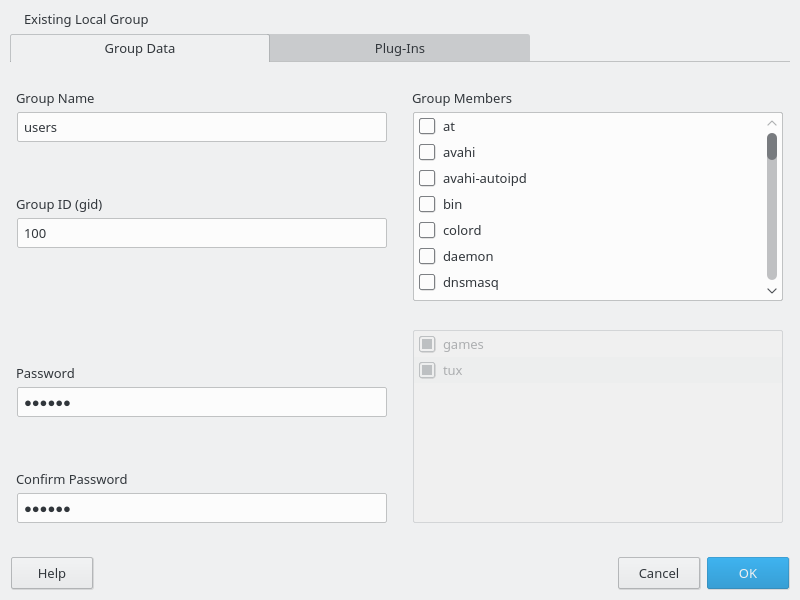 Existing Local Group
Group Data
Plug-Ins
Group Name
users
Group ID (gid)
100
Password
●●●●●●
Confirm Password
●●●●●●
Group Members
at
avahi
avahi-autoipd
bin
colord
daemon
dnsmasq
games
tux
Help
Cancel
OK